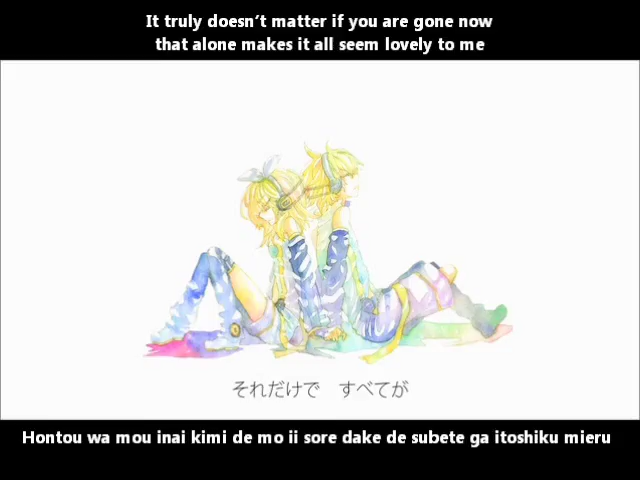 It truly doesn't matter if you are gone now
that alone makes it all seem lovely to me
それだけで　すべてが
Hontou wa mou inai kimi de mo ii sore dake de subete ga itoshiku mieru